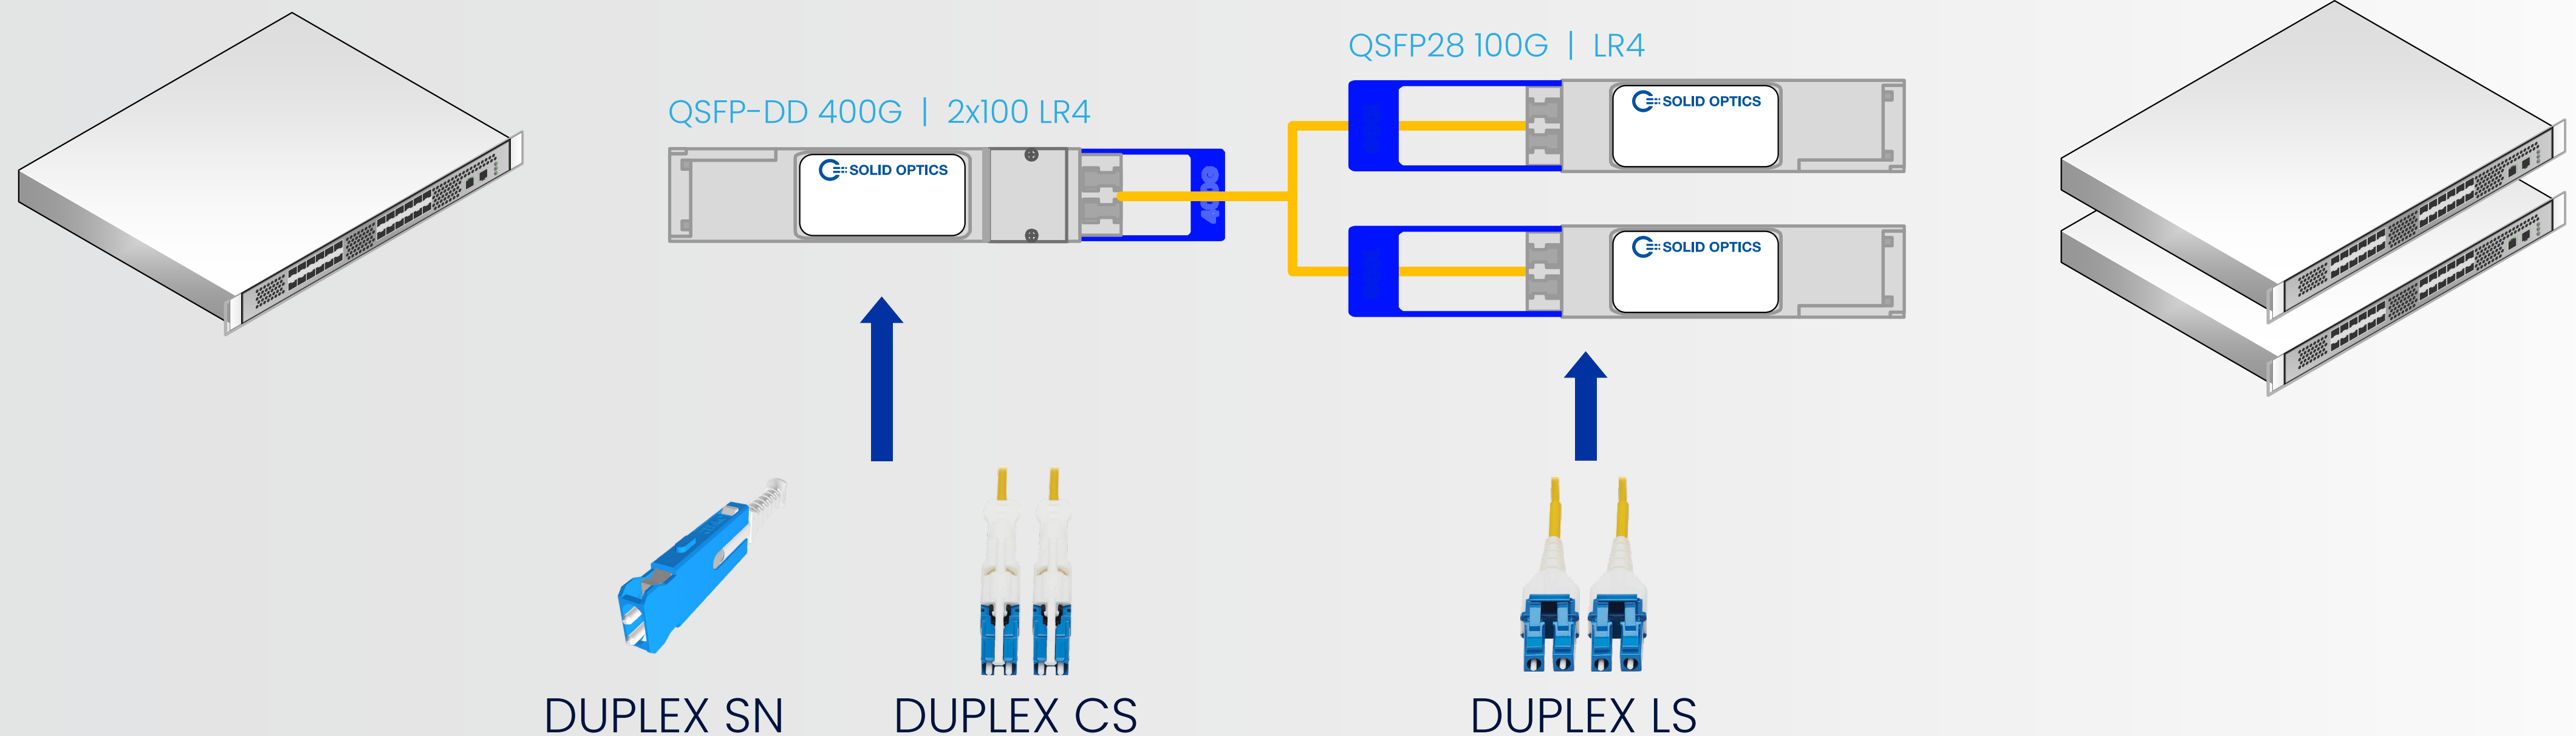 QSFP28 100G | LR4
QSFP-DD 400G | 2x100 LR4
SOLID OPTICS
SOLID OPTICS
400G
SOLID OPTICS
DUPLEX SN
DUPLEX CS
DUPLEX LS